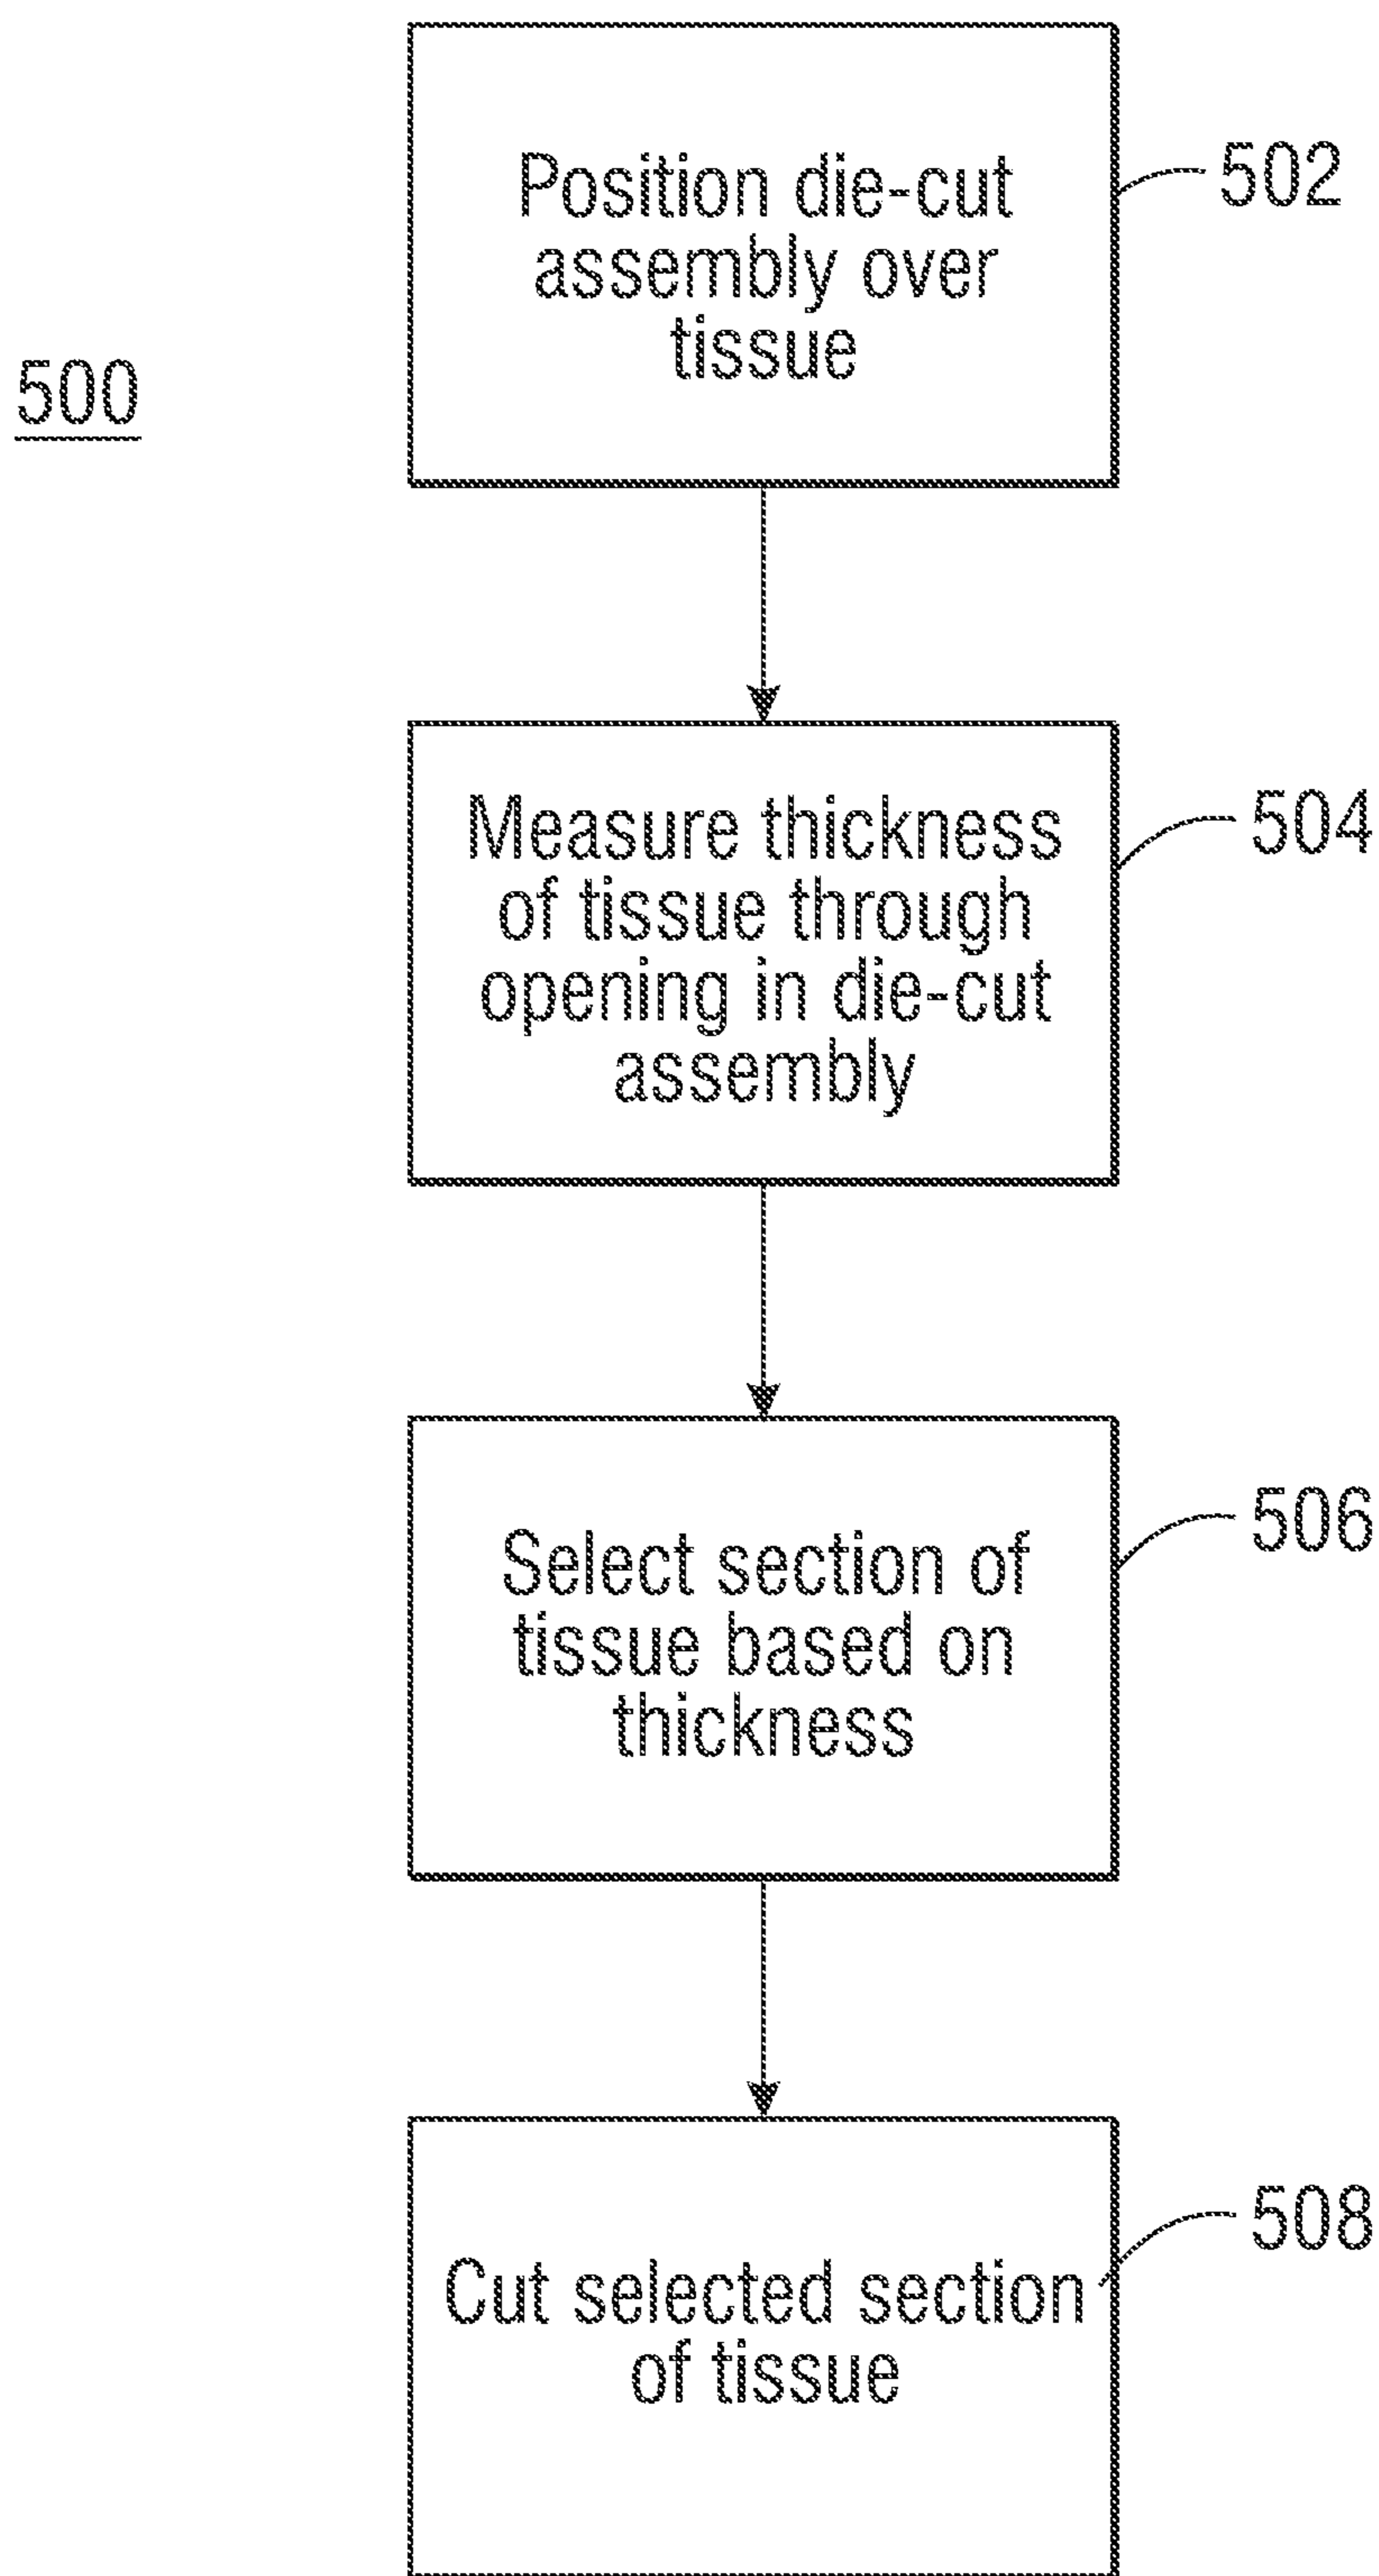 Position die-cut
assembly over
tissue
502
500
Measure thickness
of tissue through
opening in die-cut
assembly
504
Select section of
tissue based on
thickness
506
Cut selected section
of tissue
508